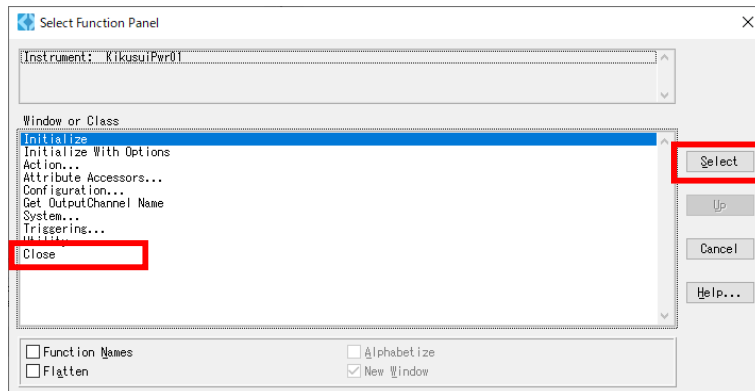 Select Function Panel
Instrument: KikusuiPwr01
Window or Class
Initialize
Initialize With Options
Action...
Attribute Accessors...
Configuration...
Get OutputChannel Name
System...
Triggering...
Close
Select
Up
Cancel
Help...
Function Names
Alphabetize
Flatten
New Window